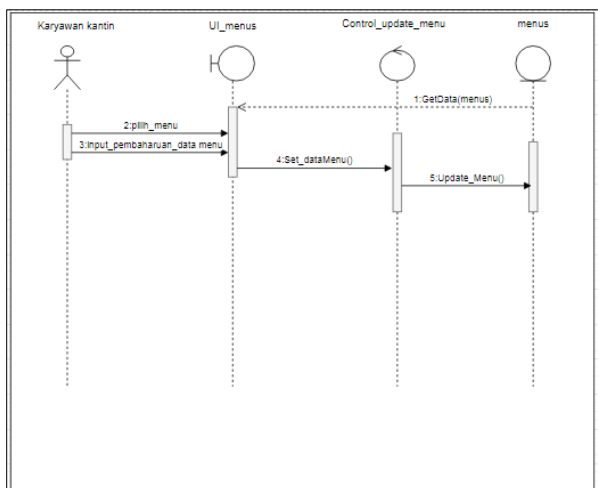 Karyawan kantin
UI_menus
Control_update_menu
menus
1:GetData(menus)
2:pilih_menu
3:Input_pembaharuan_data menu
4:Set_dataMenu()
5:Update_Menu()